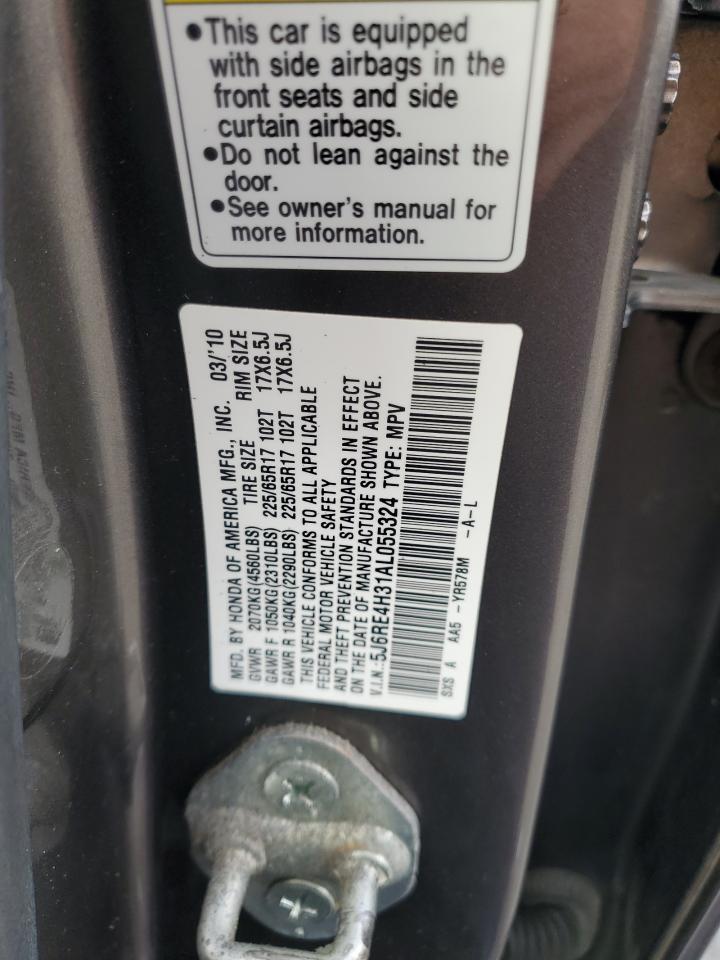 •This car is equipped
with side airbags in the
front seats and side
curtain airbags.
•Do not lean against the
door.
•See owner's manual for
more information.
MFD. BY HONDA OF AMERICA MFG., INC. 03/'10
GVWR 2070KG(4560LBS) TIRE SIZE RIM SIZE
GAWR F 1050KG(2310LBS) 225/65R17 102T 17X6.5J
GAWR R 1040KG(2290LBS) 225/65R17 102T 17X6.5J
THIS VEHICLE CONFORMS TO ALL APPLICABLE
FEDERAL MOTOR VEHICLE SAFETY
AND THEFT PREVENTION STANDARDS IN EFFECT
ON THE DATE OF MANUFACTURE SHOWN ABOVE.
V.I.N.:5J6RE4H31AL055324 TYPE: MPV
SXS A AA5 -YR578M -A-L